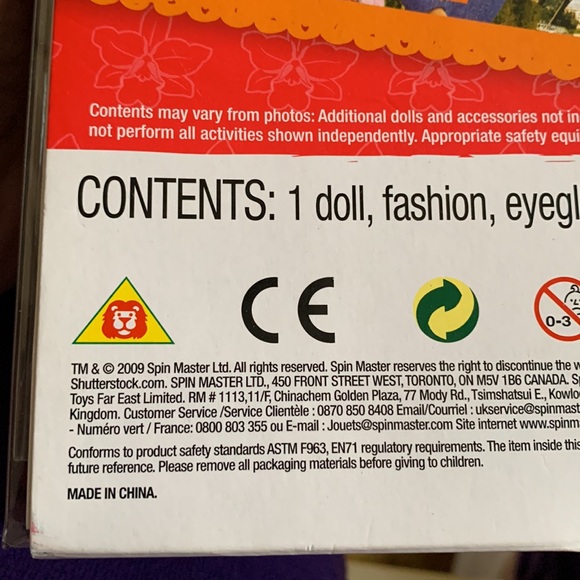 Contents may vary from photos: Additional dolls and accessories not in
not perform all activities shown independently. Appropriate safety equi
CONTENTS: 1 doll, fashion, eyegl
CE
0-3
TM & © 2009 Spin Master Ltd. All rights reserved. Spin Master reserves the right to discontinue the w
Shutterstock.com. SPIN MASTER LTD., 450 FRONT STREET WEST, TORONTO, ON M5V 1B6 CANADA. S
Toys Far East Limited. RM # 1113,11/F, Chinachem Golden Plaza, 77 Mody Rd., Tsimshatsui E., Kowlo
Kingdom. Customer Service /Service Clientèle : 0870 850 8408 Email/Courriel : ukservice@spinmast
- Numéro vert / France: 0800 803 355 ou E-mail : Jouets@spinmaster.com Site internet www.spinm
Conforms to product safety standards ASTM F963, EN71 regulatory requirements. The item inside this
future reference. Please remove all packaging materials before giving to children.
MADE IN CHINA.